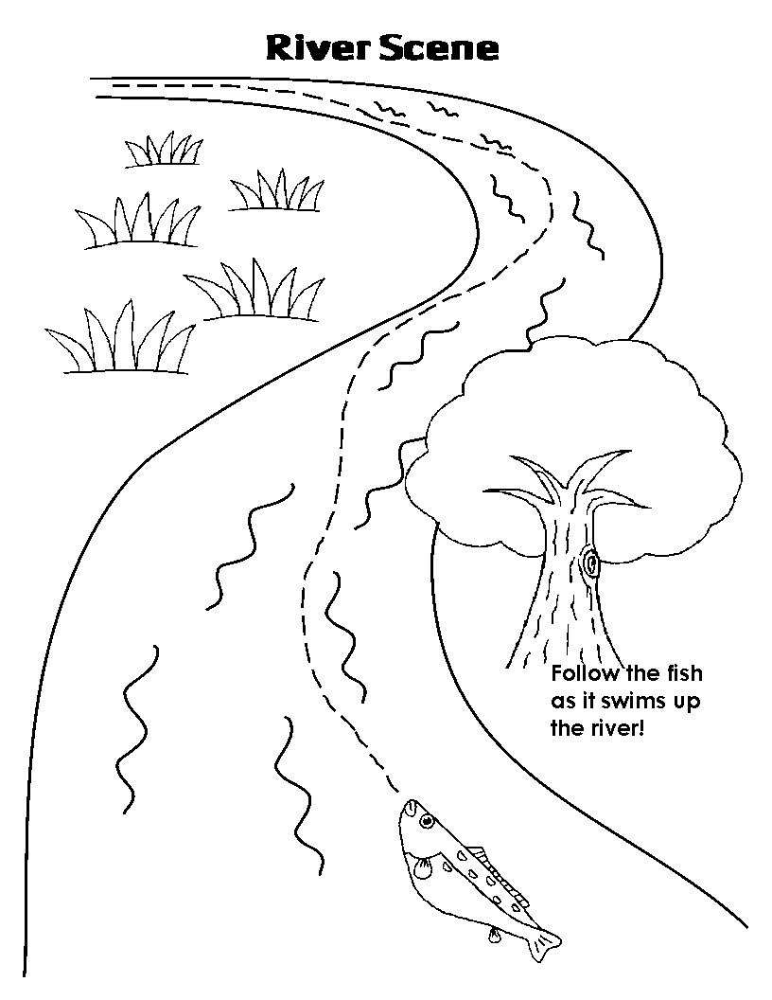 River Scene
Follow the fish
as it swims up
the river!